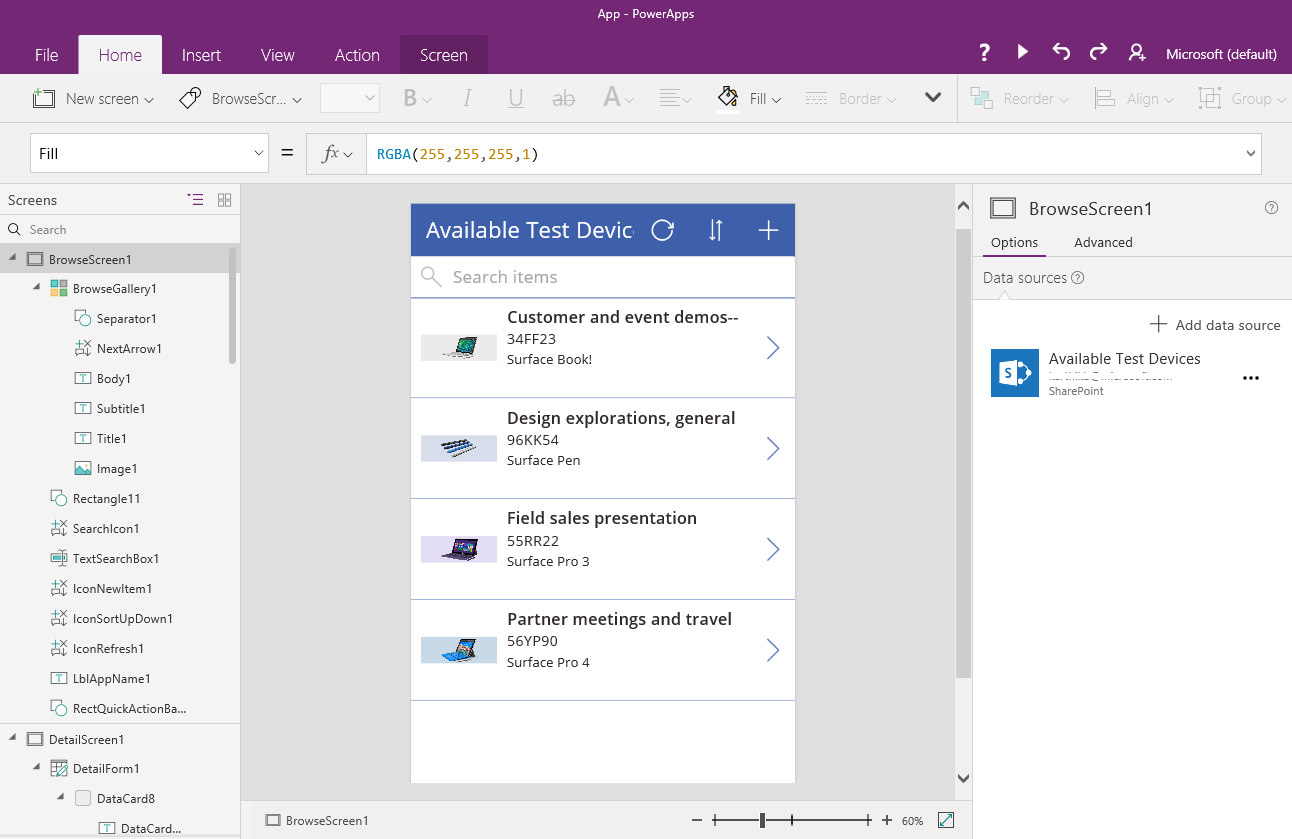 App - PowerApps
File Home Insert View Action Screen ? Microsoft (default)
New screen BrowseScr... B I U ab A Fill Border Reorder Align Group
Fill = fx RGBA(255,255,255,1)
Screens
Search
BrowseScreen1
BrowseGallery1
Separator1
NextArrow1
Body1
Subtitle1
Title1
Image1
Rectangle11
SearchIcon1
TextSearchBox1
IconNewItem1
IconSortUpDown1
IconRefresh1
LblAppName1
RectQuickActionBa...
DetailScreen1
DetailForm1
DataCard8
DataCard...
Available Test Devic
Search items
Customer and event demos--
34FF23
Surface Book!
Design explorations, general
96KK54
Surface Pen
Field sales presentation
55RR22
Surface Pro 3
Partner meetings and travel
56YP90
Surface Pro 4
BrowseScreen1 60%
BrowseScreen1
Options Advanced
Data sources
Add data source
S
Available Test Devices
SharePoint